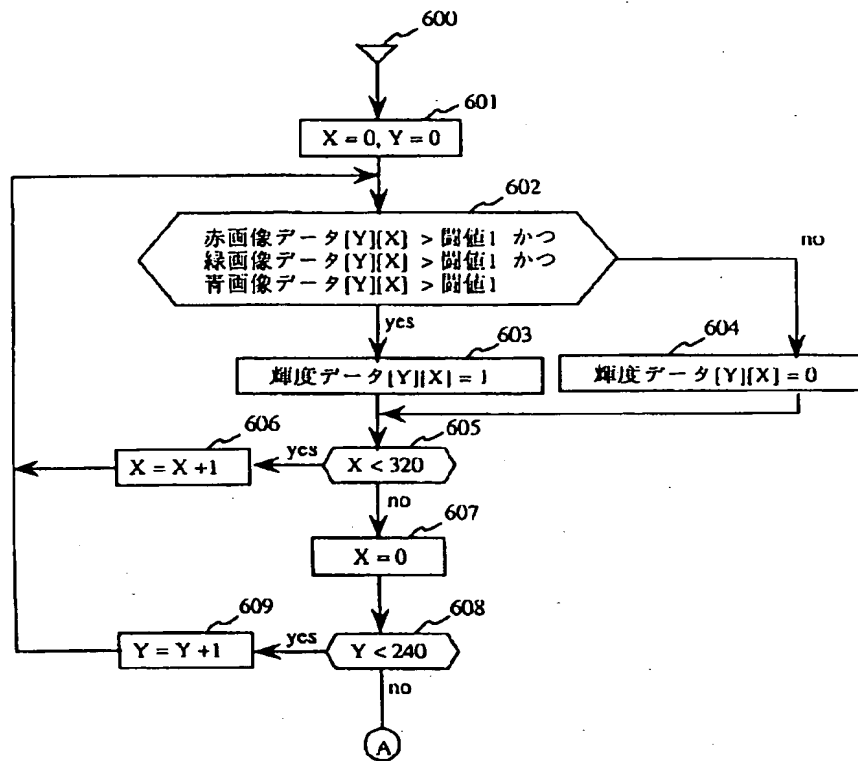 600
601
X = 0, Y = 0
602
赤画像データ[Y][X] > 閾値1 かつ
緑画像データ[Y][X] > 閾値1 かつ
青画像データ[Y][X] > 閾値1
no
yes
603
604
輝度データ[Y][X] = 1
輝度データ[Y][X] = 0
606
605
X = X +1
yes
X < 320
no
607
X = 0
609
608
Y = Y +1
yes
Y < 240
no
A